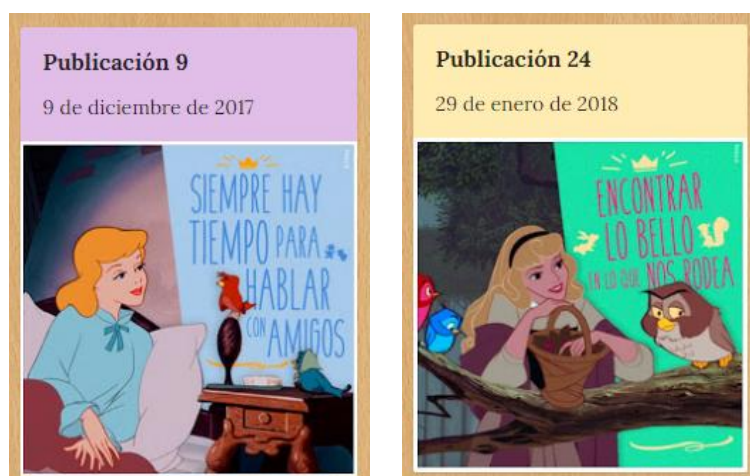 Publicación 9
9 de diciembre de 2017
SIEMPRE HAY
TIEMPO PARA
HABLAR
CON AMIGOS
Publicación 24
29 de enero de 2018
ENCONTRAR
LO BELLO
EN LO QUE NOS RODEA